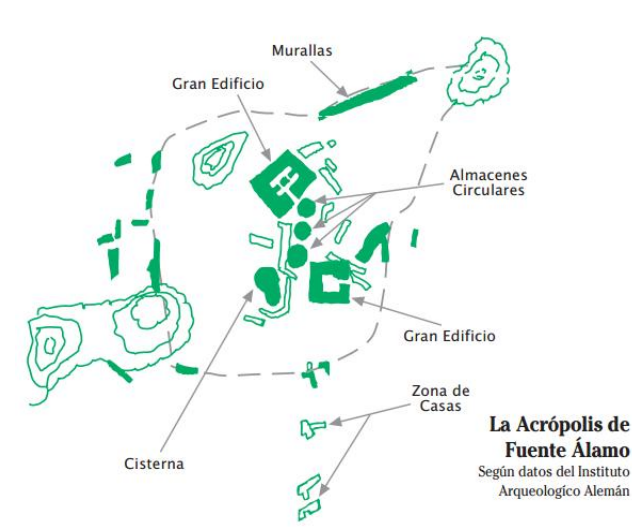 Murallas
Gran Edificio
Almacenes
Circulares
Gran Edificio
Zona de
Casas
Cisterna
La Acrópolis de
Fuente Álamo
Según datos del Instituto
Arqueologíco Alemán